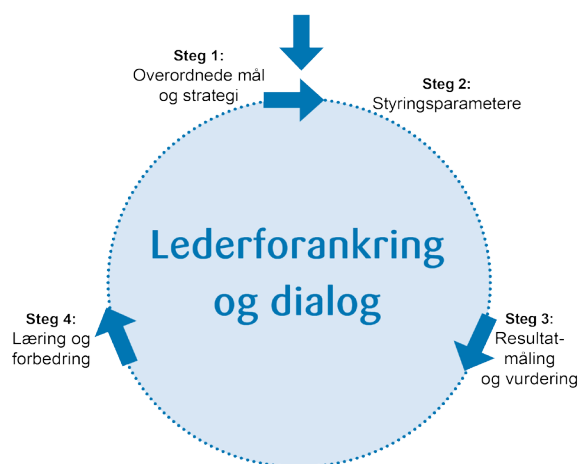 Steg 1:
Overordnede mål
og strategi
Steg 2:
Styringsparametere
Lederforankring
og dialog
Steg 3:
Resultat-
måling
og vurdering
Steg 4:
Læring og
forbedring